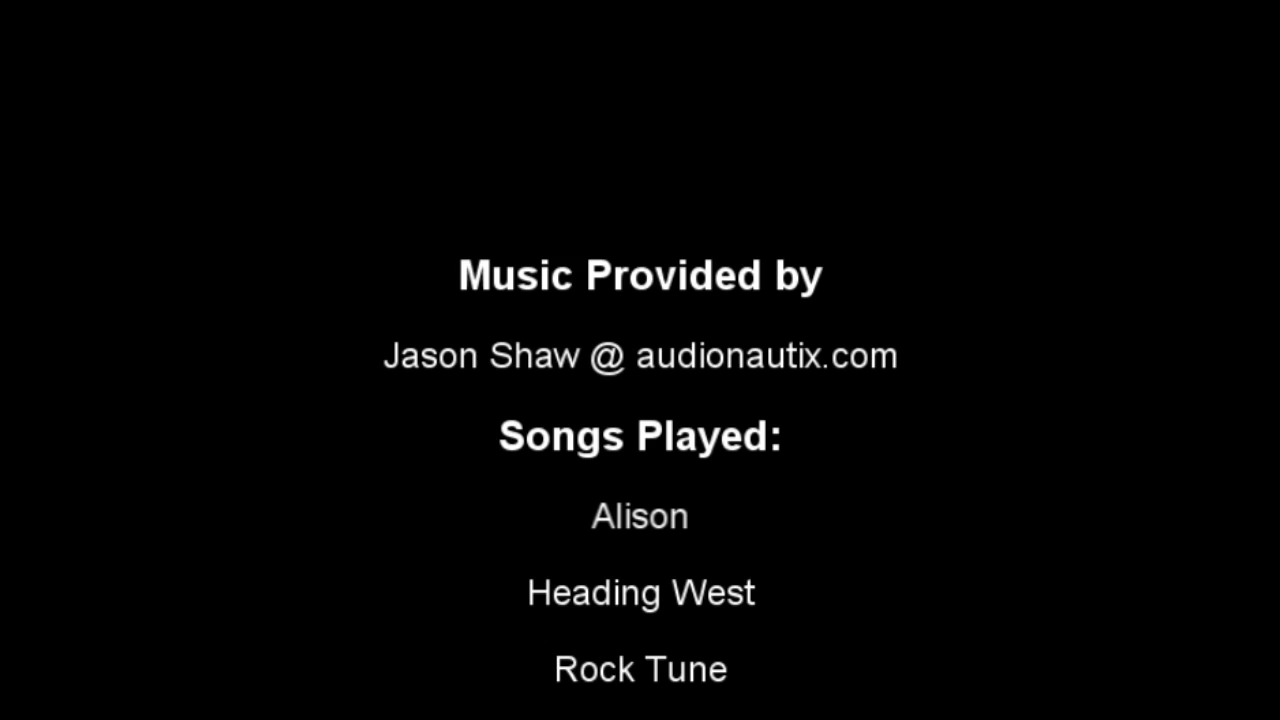 Music Provided by
Jason Shaw @ audionautix.com
Songs Played:
Alison
Heading West
Rock Tune